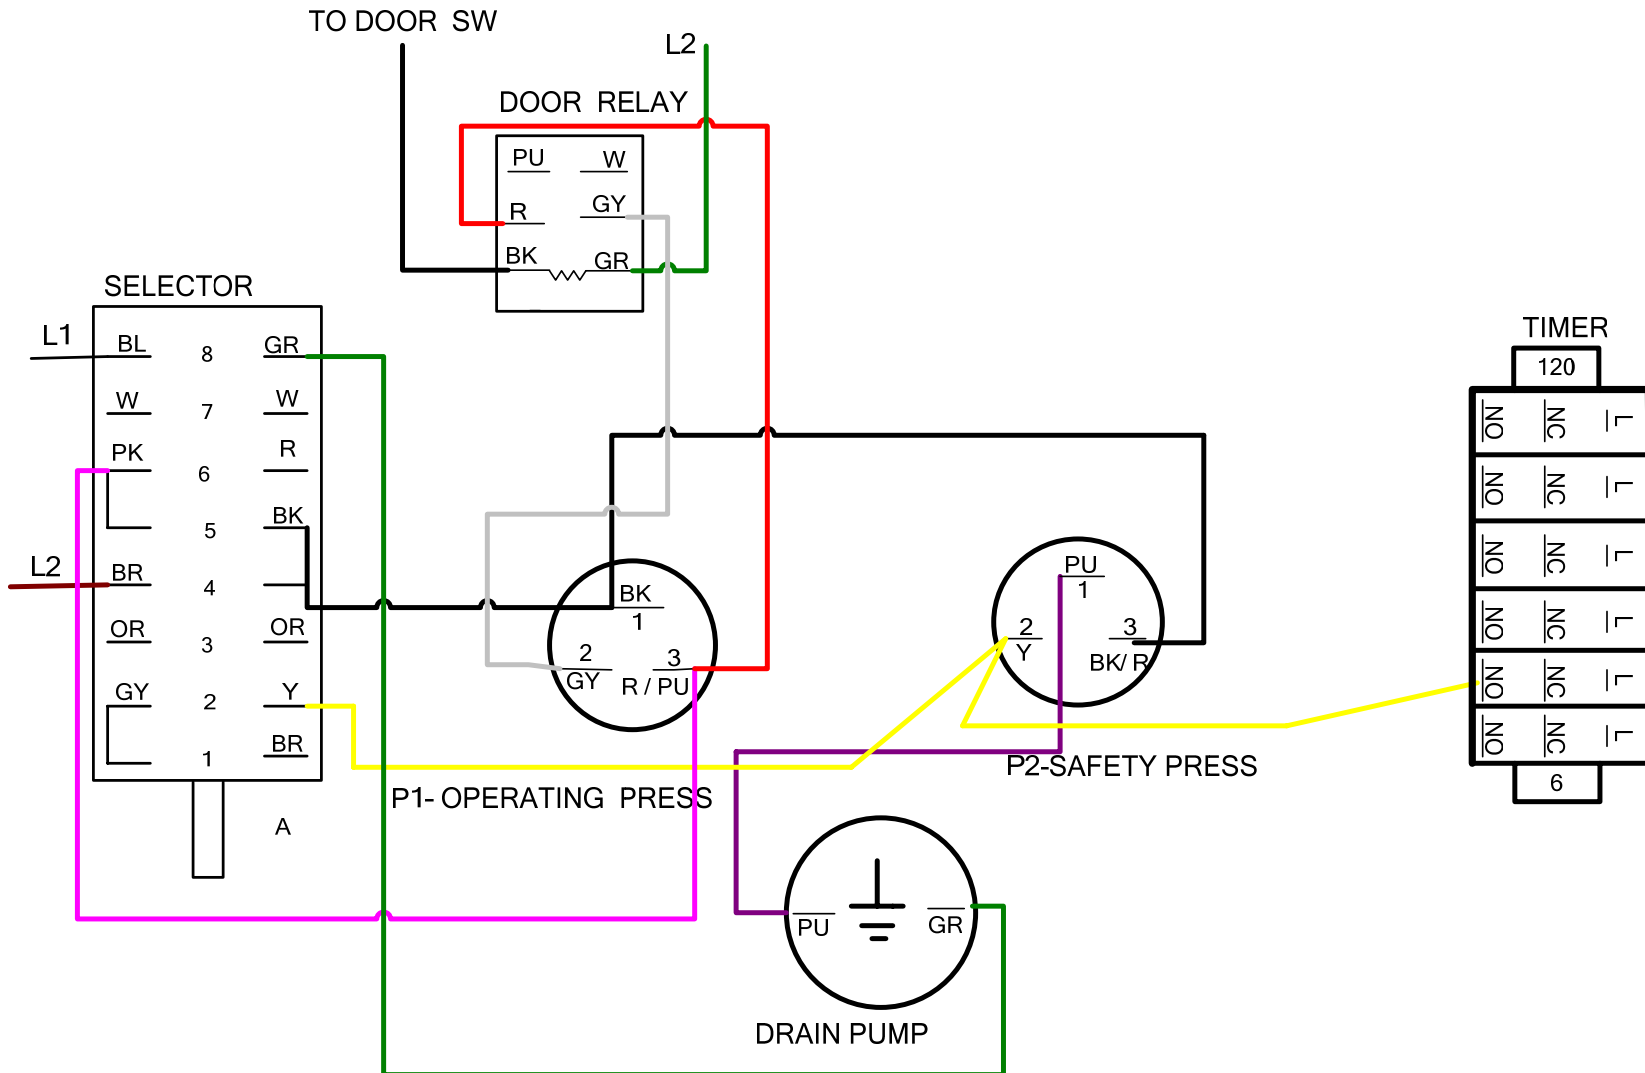 TO DOOR SW
L2
DOOR RELAY
PU W
R GY
BK GR
SELECTOR
L1 BL 8 GR
W 7 W
PK 6 R
5 BK
L2 BR 4
OR 3 OR
GY 2 Y
1 BR
A
BK
1
2 3
GY R / PU
P1- OPERATING PRESS
PU
1
2 3
Y BK/ R
P2-SAFETY PRESS
PU GR
DRAIN PUMP
TIMER
120
NO NC L
NO NC L
NO NC L
NO NC L
NO NC L
NO NC L
6